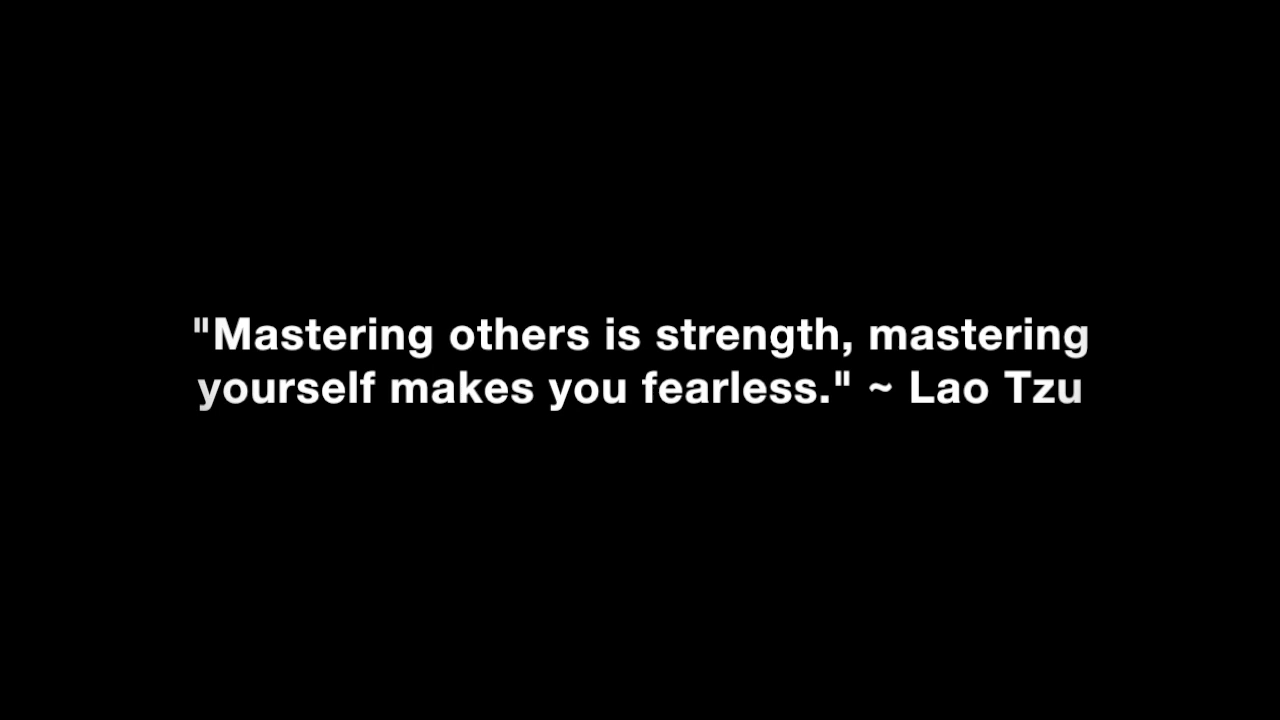 "Mastering others is strength, mastering
yourself makes you fearless." ~ Lao Tzu